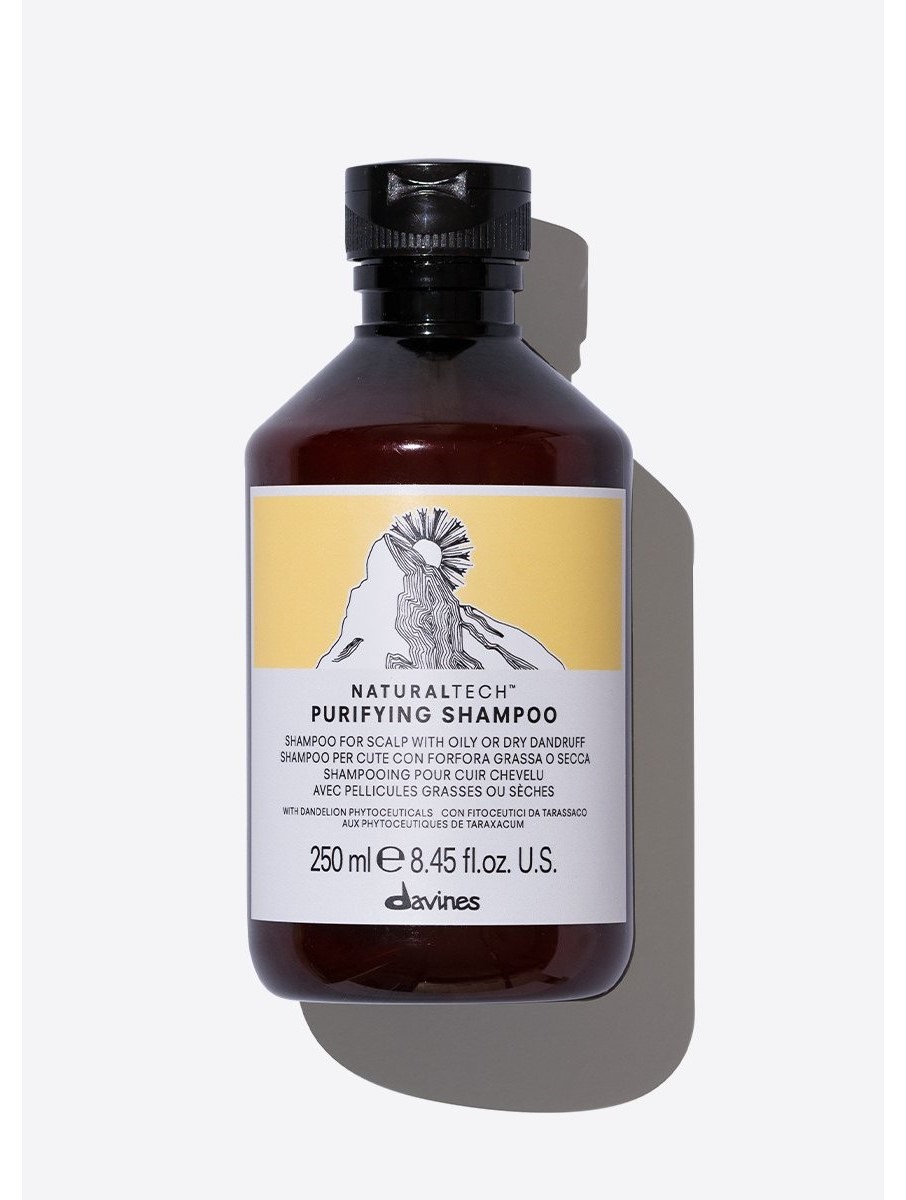 NATURALTECH™
PURIFYING SHAMPOO
SHAMPOO FOR SCALP WITH OILY OR DRY DANDRUFF
SHAMPOO PER CUTE CON FORFORA GRASSA O SECCA
SHAMPOOING POUR CUIR CHEVELU
AVEC PELLICULES GRASSES OU SÈCHES
WITH DANDELION PHYTOCEUTICALS CON FITOCEUTICI DA TARASSACO
AUX PHYTOCEUTIQUES DE TARAXACUM
250 ml ℮ 8.45 fl.oz. U.S.
davines